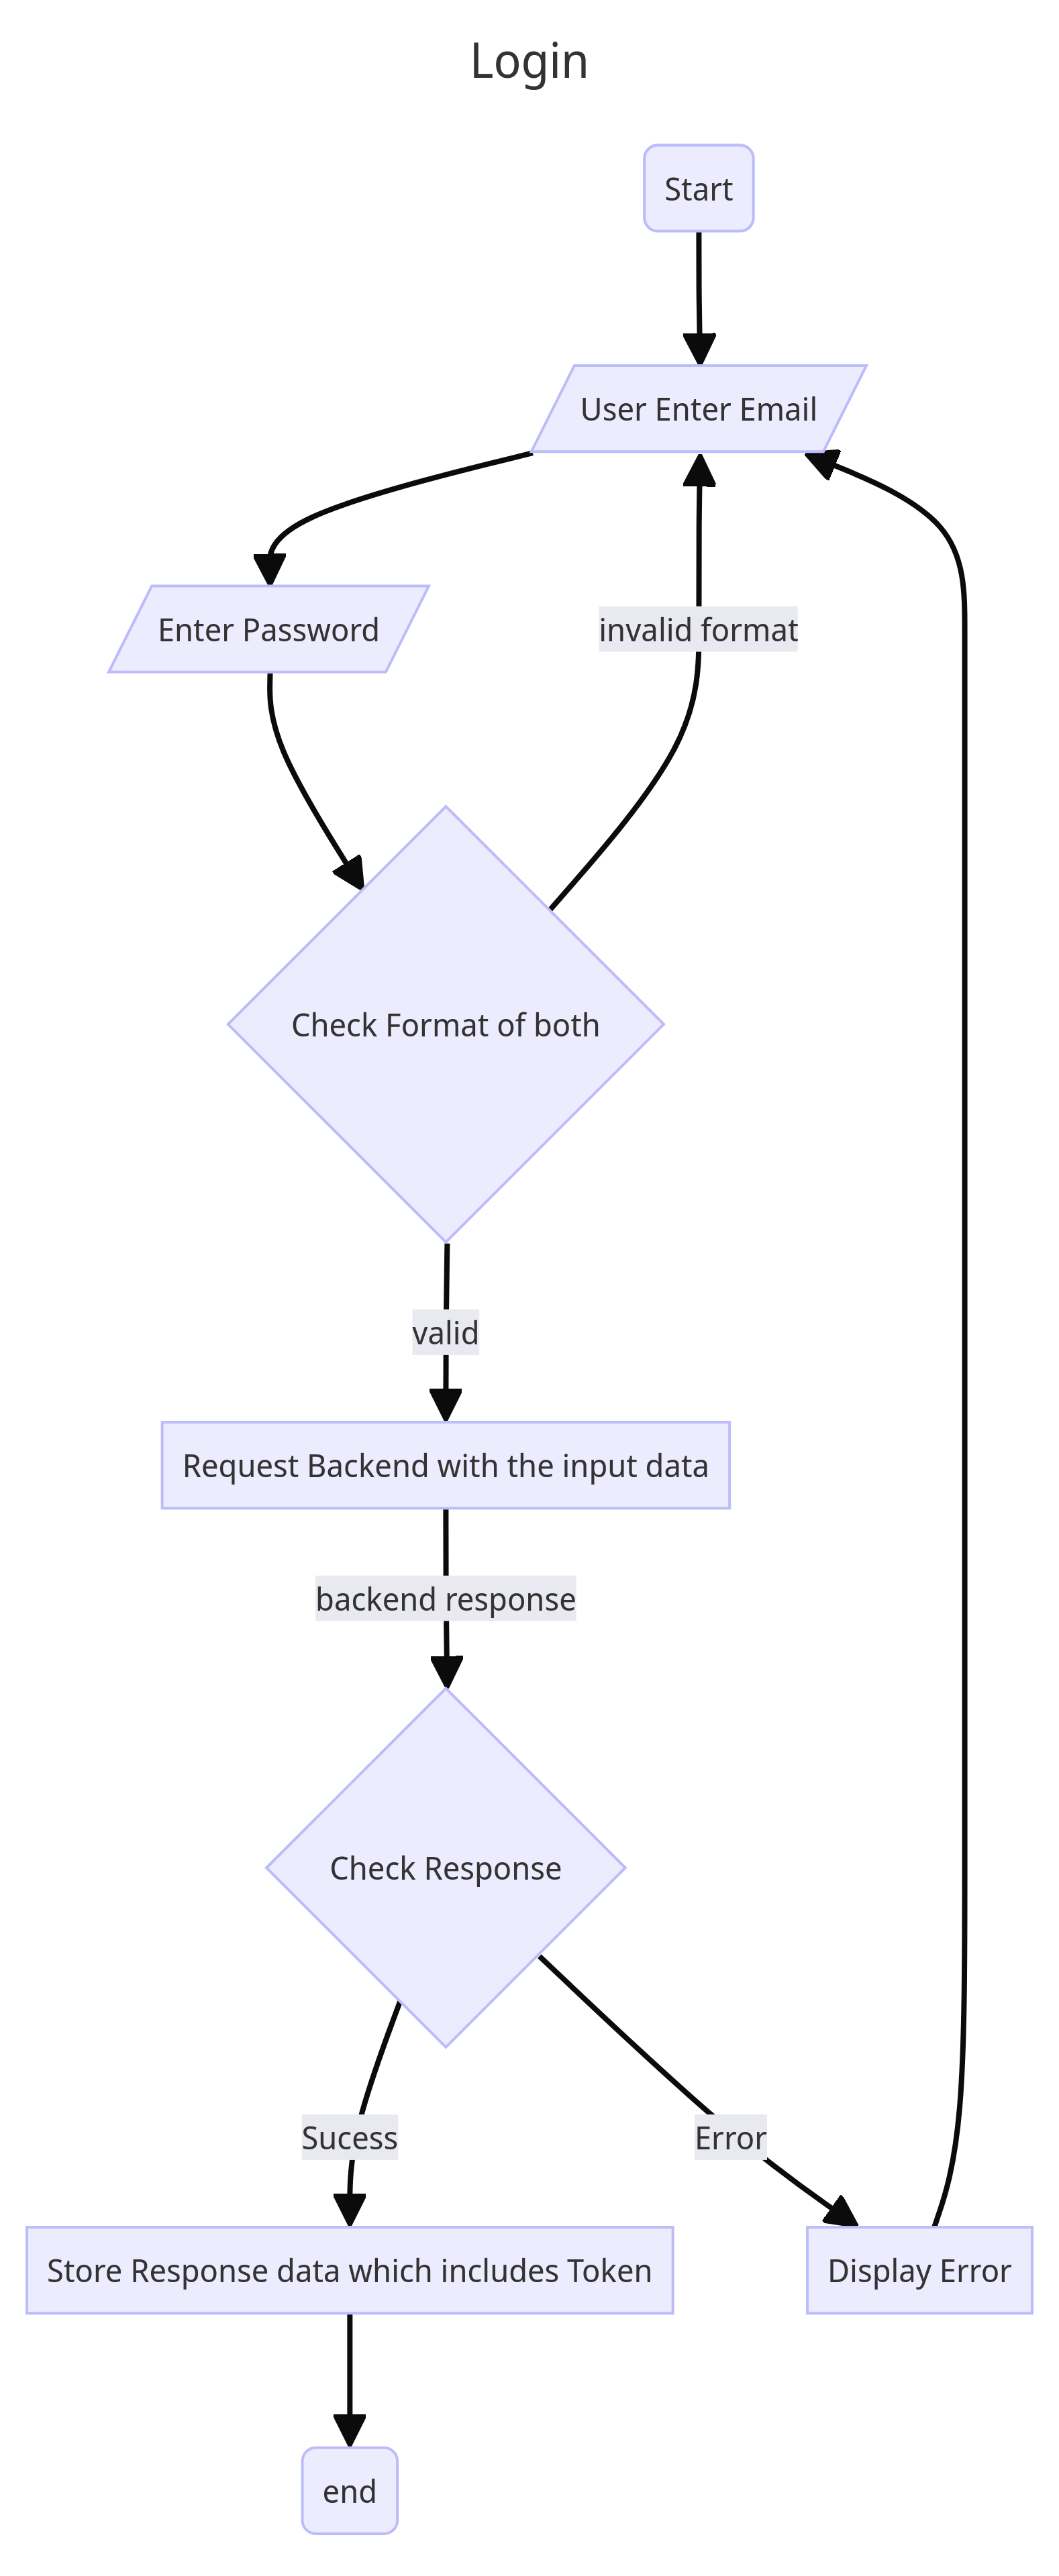 Login
Start
User Enter Email
Enter Password
invalid format
Check Format of both
valid
Request Backend with the input data
backend response
Check Response
Sucess
Error
Store Response data which includes Token
Display Error
end